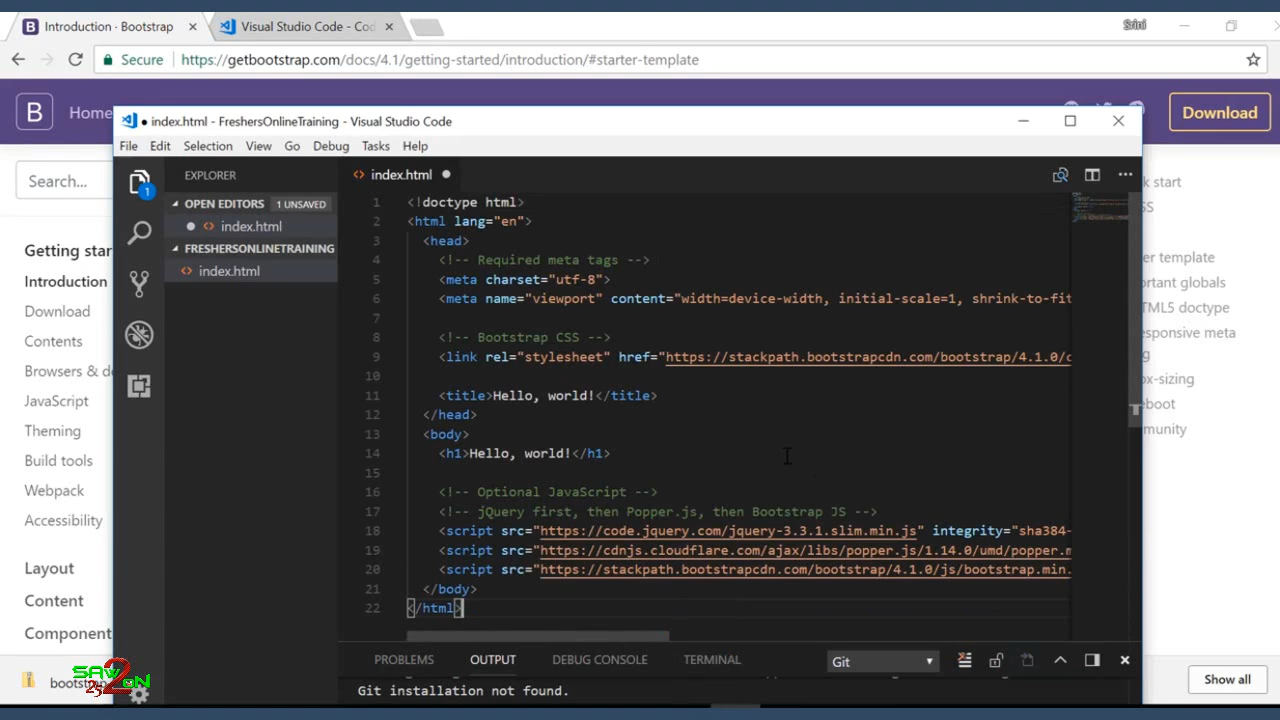 Introduction · Bootstrap
Visual Studio Code - Cod
Srini
Secure
https://getbootstrap.com/docs/4.1/getting-started/introduction/#starter-template
B
Home
Download
index.html - FreshersOnlineTraining - Visual Studio Code
File Edit Selection View Go Debug Tasks Help
Search...
Getting star
Introduction
Download
Contents
Browsers & de
JavaScript
Theming
Build tools
Webpack
Accessibility
Layout
Content
Component
1
EXPLORER
OPEN EDITORS 1 UNSAVED
index.html
FRESHERSONLINETRAINING
index.html
index.html
1 <!doctype html>
2 <html lang="en">
3 <head>
4 <!-- Required meta tags -->
5 <meta charset="utf-8">
6 <meta name="viewport" content="width=device-width, initial-scale=1, shrink-to-fit
7
8 <!-- Bootstrap CSS -->
9 <link rel="stylesheet" href="https://stackpath.bootstrapcdn.com/bootstrap/4.1.0/c
10
11 <title>Hello, world!</title>
12 </head>
13 <body>
14 <h1>Hello, world!</h1>
15
16 <!-- Optional JavaScript -->
17 <!-- jQuery first, then Popper.js, then Bootstrap JS -->
18 <script src="https://code.jquery.com/jquery-3.3.1.slim.min.js" integrity="sha384-
19 <script src="https://cdnjs.cloudflare.com/ajax/libs/popper.js/1.14.0/umd/popper.m
20 <script src="https://stackpath.bootstrapcdn.com/bootstrap/4.1.0/js/bootstrap.min.
21 </body>
22 </html>
PROBLEMS OUTPUT DEBUG CONSOLE TERMINAL
Git
Git installation not found.
k start
SS
er template
ortant globals
HTML5 doctype
esponsive meta
g
ox-sizing
eboot
munity
bootstra
Show all